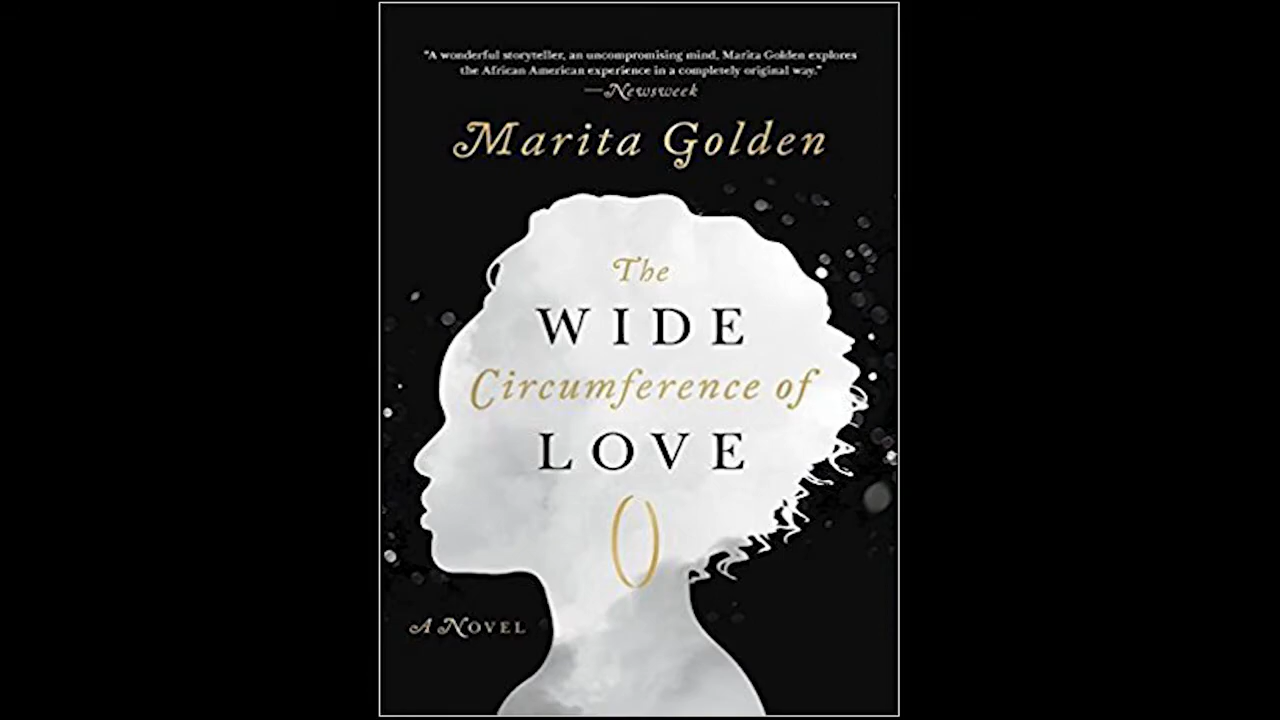 “A wonderful storyteller, an uncompromising mind, Marita Golden explores
the African American experience in a completely original way.”
—Newsweek
Marita Golden
The
WIDE
Circumference of
LOVE
A NOVEL